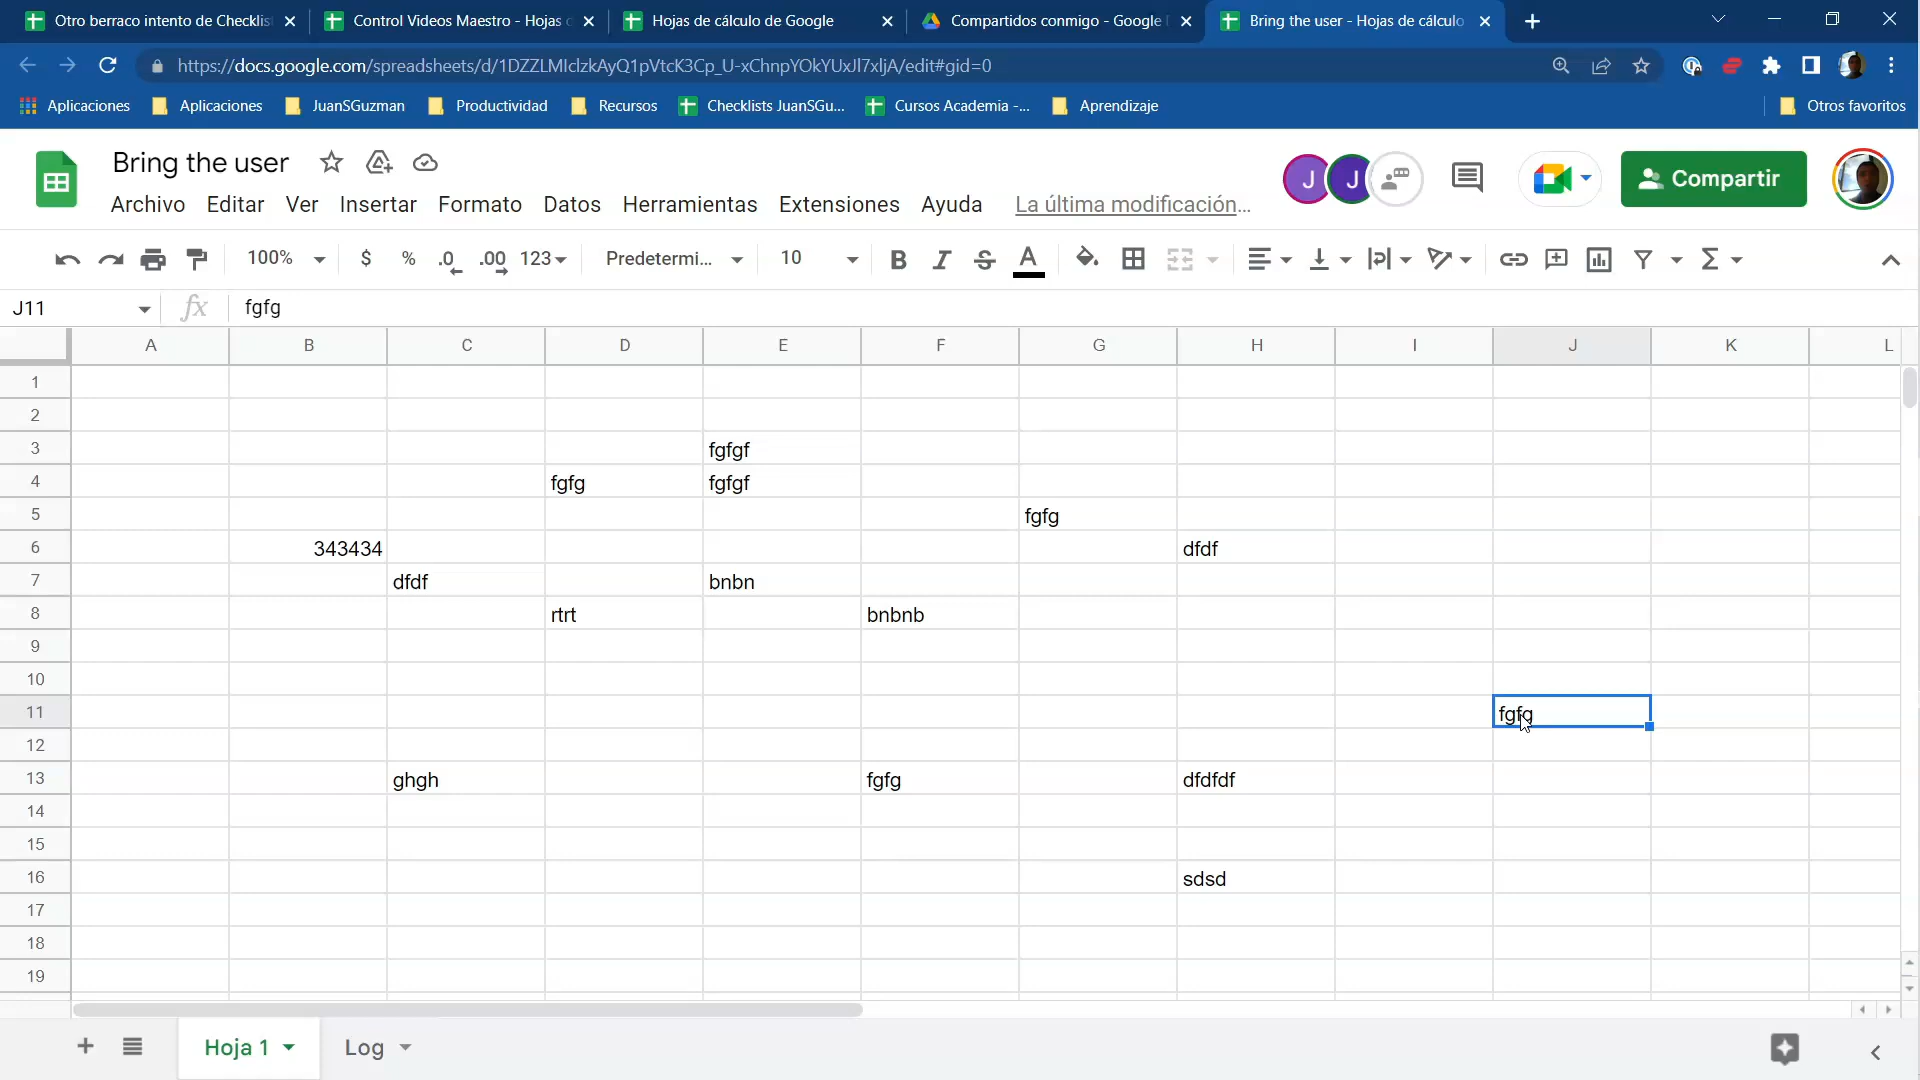 Otro berraco intento de Checklis
Control Videos Maestro - Hojas
Hojas de cálculo de Google
Compartidos conmigo - Google
Bring the user - Hojas de cálculo
https://docs.google.com/spreadsheets/d/1DZZLMIclzkAyQ1pVtcK3Cp_U-xChnpYOkYUxJl7xljA/edit#gid=0
Aplicaciones
Aplicaciones
JuanSGuzman
Productividad
Recursos
Checklists JuanSGu...
Cursos Academia -...
Aprendizaje
Otros favoritos
Bring the user
J
J
Compartir
Archivo Editar Ver Insertar Formato Datos Herramientas Extensiones Ayuda La última modificación...
100% $ % .0 .00 123 Predetermi... 10 B I S A Σ
J11 fx fgfg
A B C D E F G H I J K L
1
2
3 fgfgf
4 fgfg fgfgf
5 fgfg
6 343434 dfdf
7 dfdf bnbn
8 rtrt bnbnb
9
10
11 fgfg
12
13 ghgh fgfg dfdfdf
14
15
16 sdsd
17
18
19
Hoja 1 Log